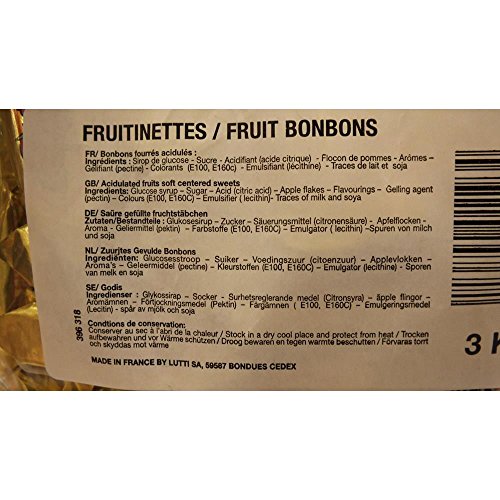 FRUITINETTES / FRUIT BONBONS
FR/ Bonbons fourrés acidulés :
Ingrédients : Sirop de glucose - Sucre - Acidifiant (acide citrique) - Flocon de pommes - Arômes –
Gélifiant (pectine) - Colorants (E100, E160C) - Emulsifiant (lécithine) - Traces de lait et soja
GB/ Acidulated fruits soft centered sweets
Ingredients: Glucose syrup – Sugar – Acid (citric acid) – Apple flakes – Flavourings – Gelling agent
(pectin) – Colours (E100, E160C) – Emulsifier ( lecithin)- Traces of milk and soya
DE/ Saûre gefüllte fruchtstäbchen
Zutaten/Bestandteile : Glukosesirup – Zucker – Säuerungsmittel (citronensäure) - Apfelflocken -
Aroma - Geliermittel (pektin) – Farbstoffe (E100, E160C) – Emulgator ( lecithine) –Spuren von milch
und soja
NL/ Zuurites Gevulde Bonbons
Ingrediënten: Glucosestroop – Suiker – Voedingszuur (citoenzuur) – Applevlokken –
Aroma's – Geleermiddel (pectine) – Kleurstoffen (E100, E160C) – Emulgator (lecithine) - Sporen
van melk en soja
SE/ Godis
Ingredienser : Glykossirap – Socker - Surhetsreglerande medel (Citronsyra) – äpple flingor –
Aromämnen – Förtjockningsmedel (Pektin) – Färgämnen ( E100, E160C) – Emulgeringsmedel
(Lecitin) - spår av mjölk och soja
Conditions de conservation:
Conserver au sec à l'abri de la chaleur / Stock in a dry cool place and protect from heat / Trocken
aufbewahren und vor Wärme schützen / Droog bewaren en tegen warmte beschutten / Förvaras torrt
och skyddas mot värme
MADE IN FRANCE BY LUTTI SA, 59587 BONDUES CEDEX
396 318
3 K